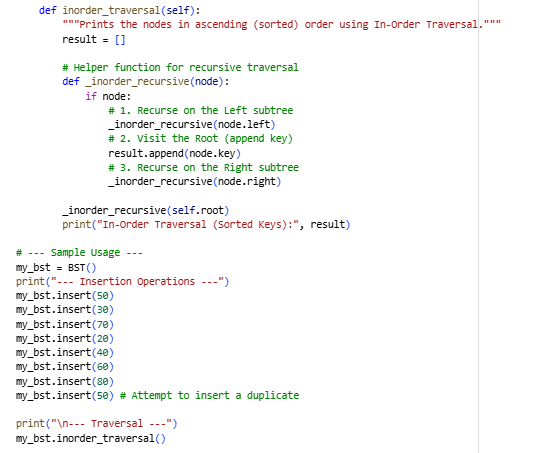 def inorder_traversal(self):
"""Prints the nodes in ascending (sorted) order using In-Order Traversal."""
result = []
# Helper function for recursive traversal
def _inorder_recursive(node):
if node:
# 1. Recurse on the Left subtree
_inorder_recursive(node.left)
# 2. Visit the Root (append key)
result.append(node.key)
# 3. Recurse on the Right subtree
_inorder_recursive(node.right)
_inorder_recursive(self.root)
print("In-Order Traversal (Sorted Keys):", result)
# --- Sample Usage ---
my_bst = BST()
print("--- Insertion Operations ---")
my_bst.insert(50)
my_bst.insert(30)
my_bst.insert(70)
my_bst.insert(20)
my_bst.insert(40)
my_bst.insert(60)
my_bst.insert(80)
my_bst.insert(50) # Attempt to insert a duplicate
print("\n--- Traversal ---")
my_bst.inorder_traversal()